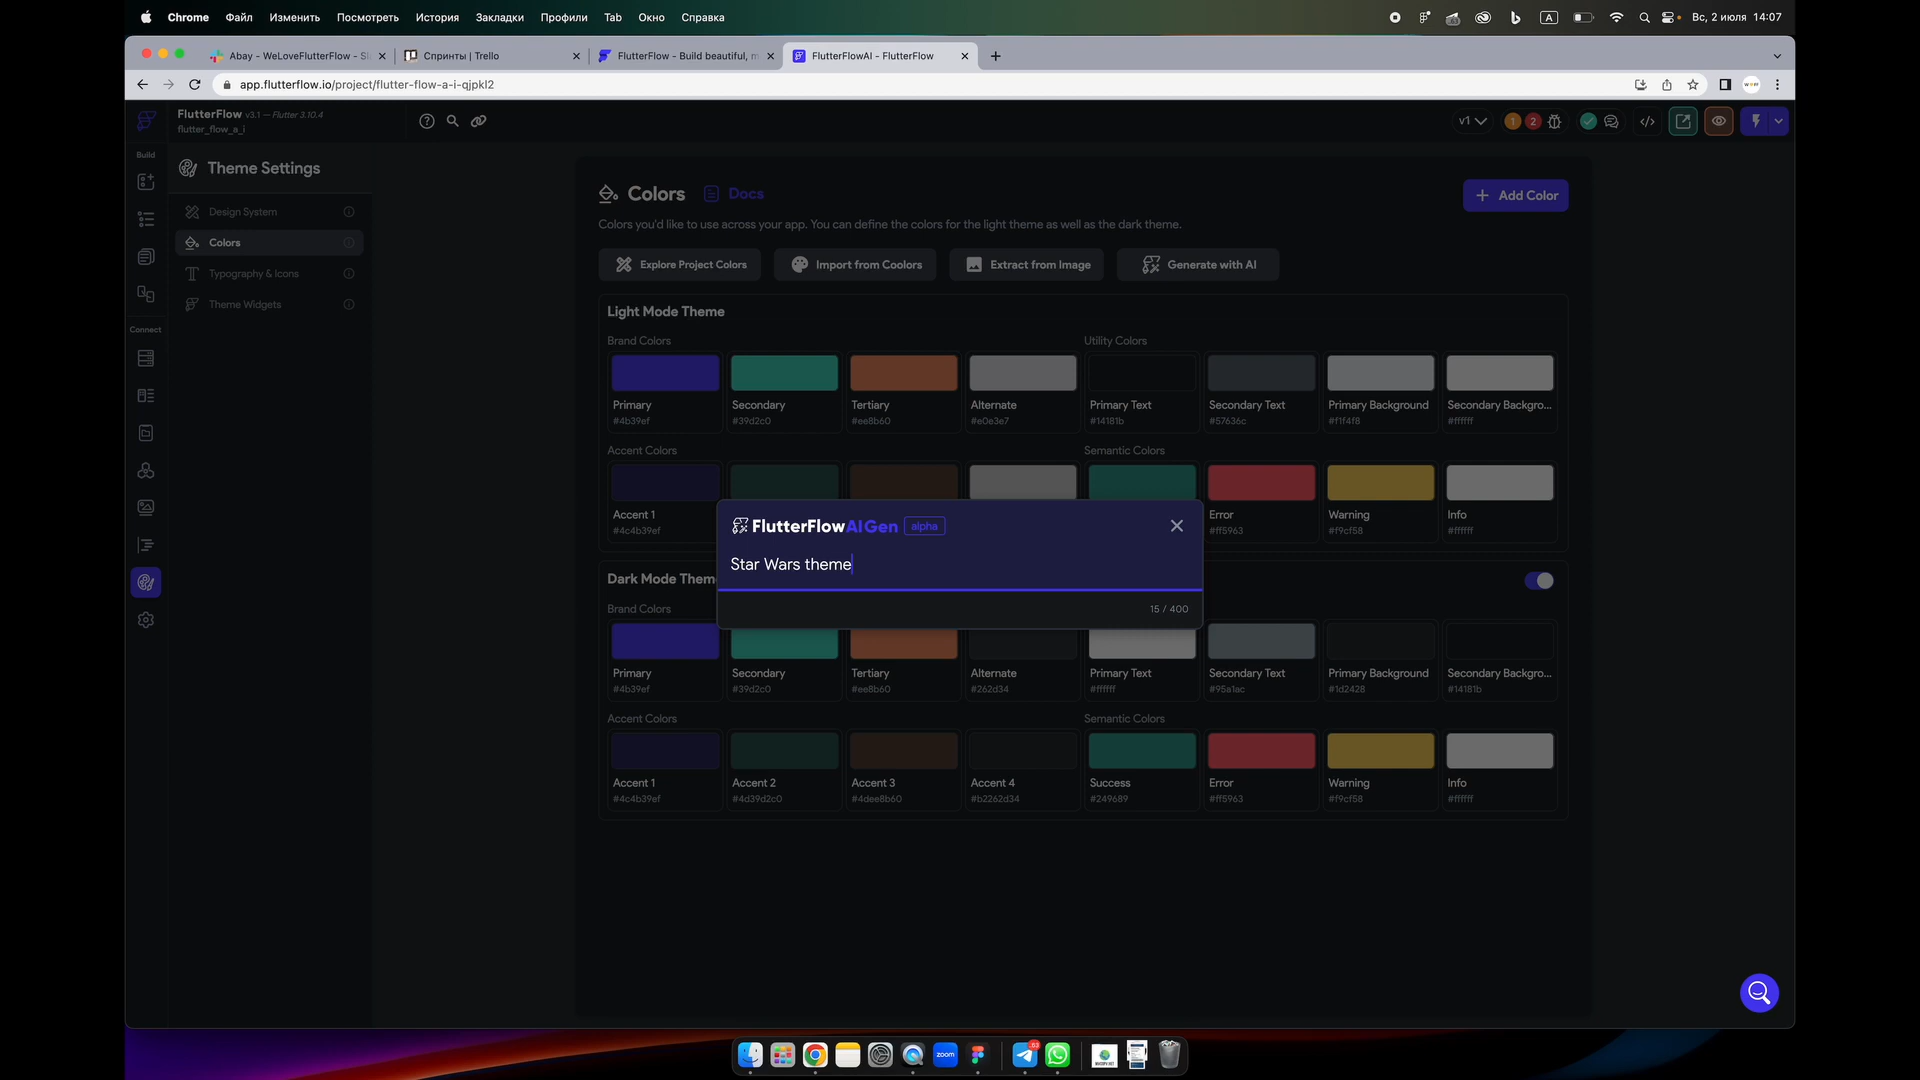 Chrome Файл Изменить Посмотреть История Закладки Профили Tab Окно Справка
A Вс, 2 июля 14:07
Abay - WeLoveFlutterFlow - Sl
Спринты | Trello
FlutterFlow - Build beautiful, m
FlutterFlowAI - FlutterFlow
app.flutterflow.io/project/flutter-flow-a-i-qjpkl2
FlutterFlow v3.1 — Flutter 3.10.4
flutter_flow_a_i
v1
1
2
Build
Connect
Theme Settings
Design System
Colors
Typography & Icons
Theme Widgets
Colors Docs
Add Color
Colors you'd like to use across your app. You can define the colors for the light theme as well as the dark theme.
Explore Project Colors Import from Coolors Extract from Image Generate with AI
Light Mode Theme
Brand Colors Utility Colors
Primary Secondary Tertiary Alternate Primary Text Secondary Text Primary Background Secondary Backgro...
#4b39ef #39d2c0 #ee8b60 #e0e3e7 #14181b #57636c #f1f4f8 #ffffff
Accent Colors Semantic Colors
Accent 1 Error Warning Info
#4c4b39ef #ff5963 #f9cf58 #ffffff
FlutterFlowAIGen alpha
Star Wars theme
15 / 400
Dark Mode Them
Brand Colors
Primary Secondary Tertiary Alternate Primary Text Secondary Text Primary Background Secondary Backgro...
#4b39ef #39d2c0 #ee8b60 #262d34 #ffffff #95a1ac #1d2428 #14181b
Accent Colors Semantic Colors
Accent 1 Accent 2 Accent 3 Accent 4 Success Error Warning Info
#4c4b39ef #4d39d2c0 #4dee8b60 #b2262d34 #249689 #ff5963 #f9cf58 #ffffff
zoom